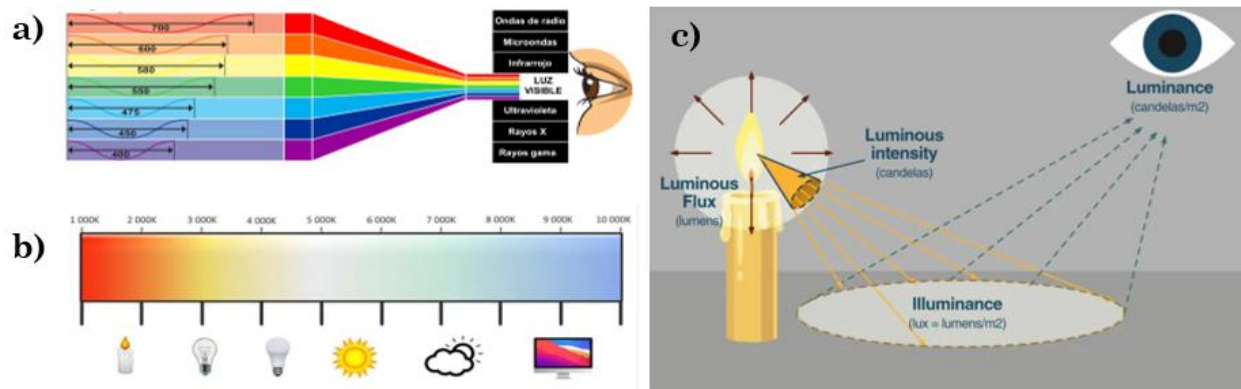 a)
700
600
580
550
475
450
400
Ondas de radio
Microondas
Infrarrojo
LUZ
VISIBLE
Ultravioleta
Rayos X
Rayos gama
b)
1 000K 2 000K 3 000K 4 000K 5 000K 6 000K 7 000K 8 000K 9 000K 10 000K
c)
Luminance
(candelas/m2)
Luminous
intensity
(candelas)
Luminous
Flux
(lumens)
Illuminance
(lux = lumens/m2)